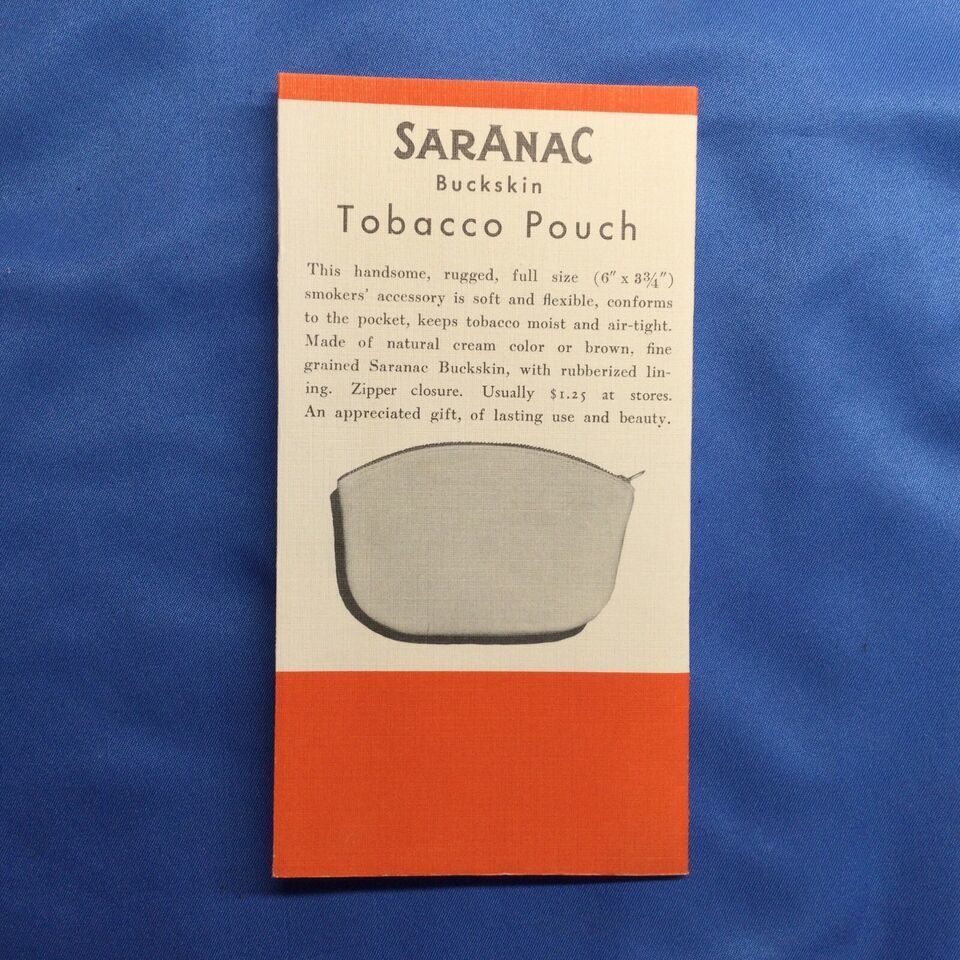 SARANAC
Buckskin
Tobacco Pouch
This handsome, rugged, full size (6" x 3¾")
smokers' accessory is soft and flexible, conforms
to the pocket, keeps tobacco moist and air-tight.
Made of natural cream color or brown, fine
grained Saranac Buckskin, with rubberized lin-
ing. Zipper closure. Usually $1.25 at stores.
An appreciated gift, of lasting use and beauty.